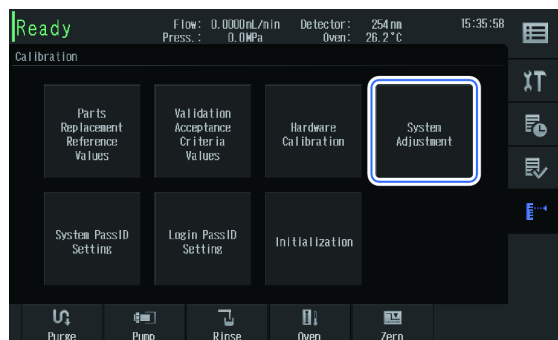 Ready
Flow: 0.0000mL/min Detector: 254 nm 15:35:58
Press.: 0.0MPa Oven: 26.2°C
Calibration
Parts
Replacement
Reference
Values
Validation
Acceptance
Criteria
Values
Hardware
Calibration
System
Adjustment
System PassID
Setting
Login PassID
Setting
Initialization
Purge
Pump
Rinse
Oven
Zero